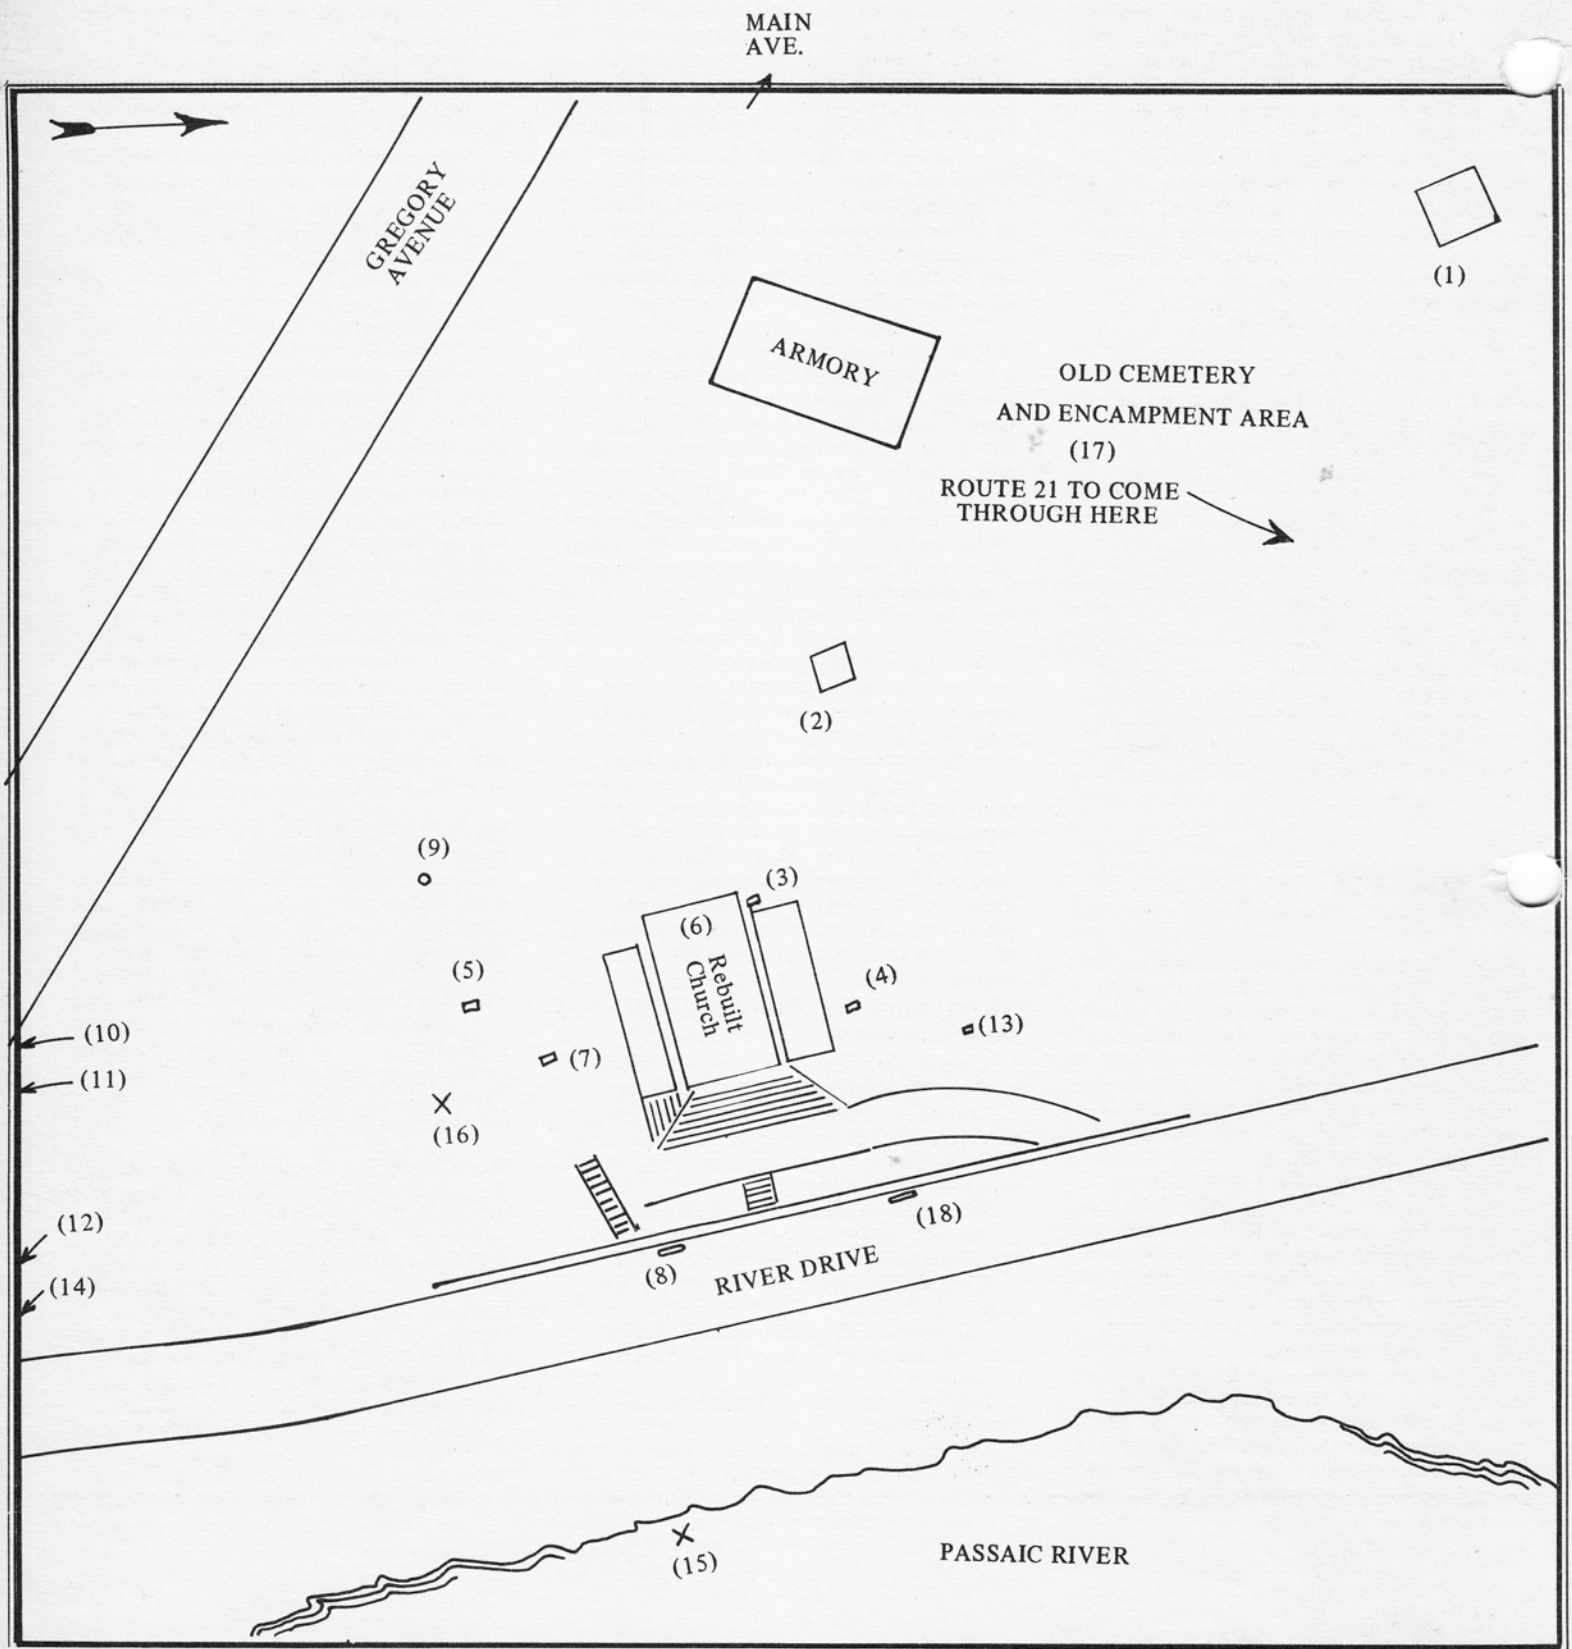 MAIN
AVE.
GREGORY
AVENUE
(1)
ARMORY
OLD CEMETERY
AND ENCAMPMENT AREA
(17)
ROUTE 21 TO COME
THROUGH HERE
(2)
(9)
(3)
(6)
Rebuilt
Church
(5)
(4)
(13)
(10)
(7)
(11)
(16)
(12)
(18)
(8)
RIVER DRIVE
(14)
(15)
PASSAIC RIVER